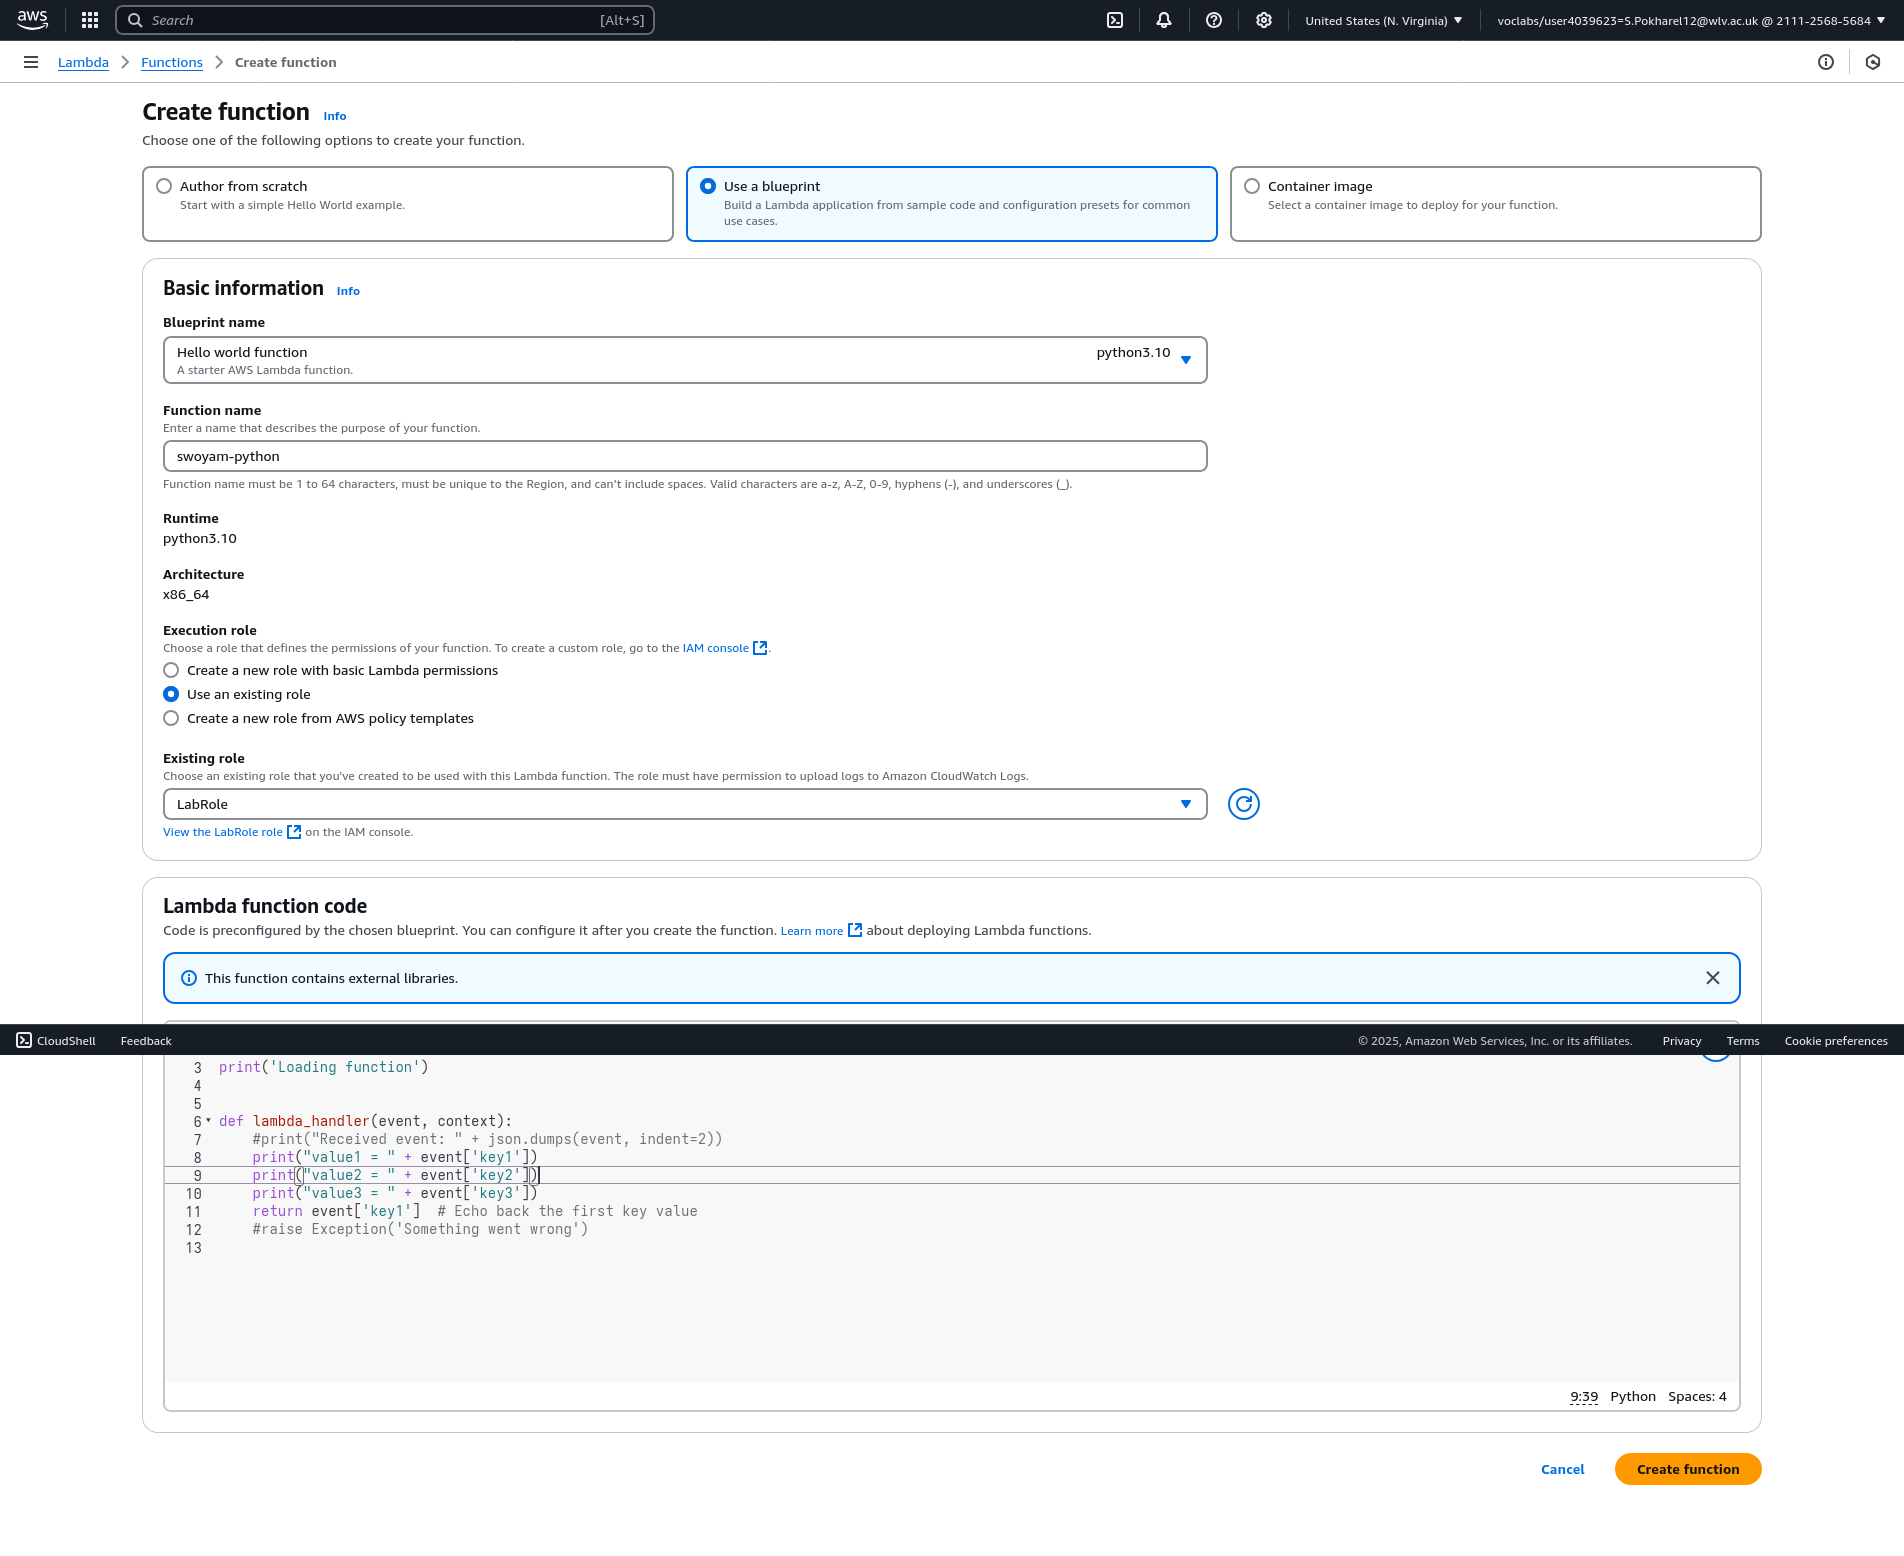 aws
Search [Alt+S]
United States (N. Virginia)
voclabs/user4039623=S.Pokharel12@wlv.ac.uk @ 2111-2568-5684
Lambda > Functions > Create function
Create function Info
Choose one of the following options to create your function.
Author from scratch
Start with a simple Hello World example.
Use a blueprint
Build a Lambda application from sample code and configuration presets for common
use cases.
Container image
Select a container image to deploy for your function.
Basic information Info
Blueprint name
Hello world function python3.10
A starter AWS Lambda function.
Function name
Enter a name that describes the purpose of your function.
swoyam-python
Function name must be 1 to 64 characters, must be unique to the Region, and can't include spaces. Valid characters are a-z, A-Z, 0-9, hyphens (-), and underscores (_).
Runtime
python3.10
Architecture
x86_64
Execution role
Choose a role that defines the permissions of your function. To create a custom role, go to the IAM console.
Create a new role with basic Lambda permissions
Use an existing role
Create a new role from AWS policy templates
Existing role
Choose an existing role that you've created to be used with this Lambda function. The role must have permission to upload logs to Amazon CloudWatch Logs.
LabRole
View the LabRole role on the IAM console.
Lambda function code
Code is preconfigured by the chosen blueprint. You can configure it after you create the function. Learn more about deploying Lambda functions.
This function contains external libraries.
CloudShell Feedback © 2025, Amazon Web Services, Inc. or its affiliates. Privacy Terms Cookie preferences
3 print('Loading function')
4
5
6 def lambda_handler(event, context):
7 #print("Received event: " + json.dumps(event, indent=2))
8 print("value1 = " + event['key1'])
9 print("value2 = " + event['key2'])
10 print("value3 = " + event['key3'])
11 return event['key1']  # Echo back the first key value
12 #raise Exception('Something went wrong')
13
9:39 Python Spaces: 4
Cancel Create function